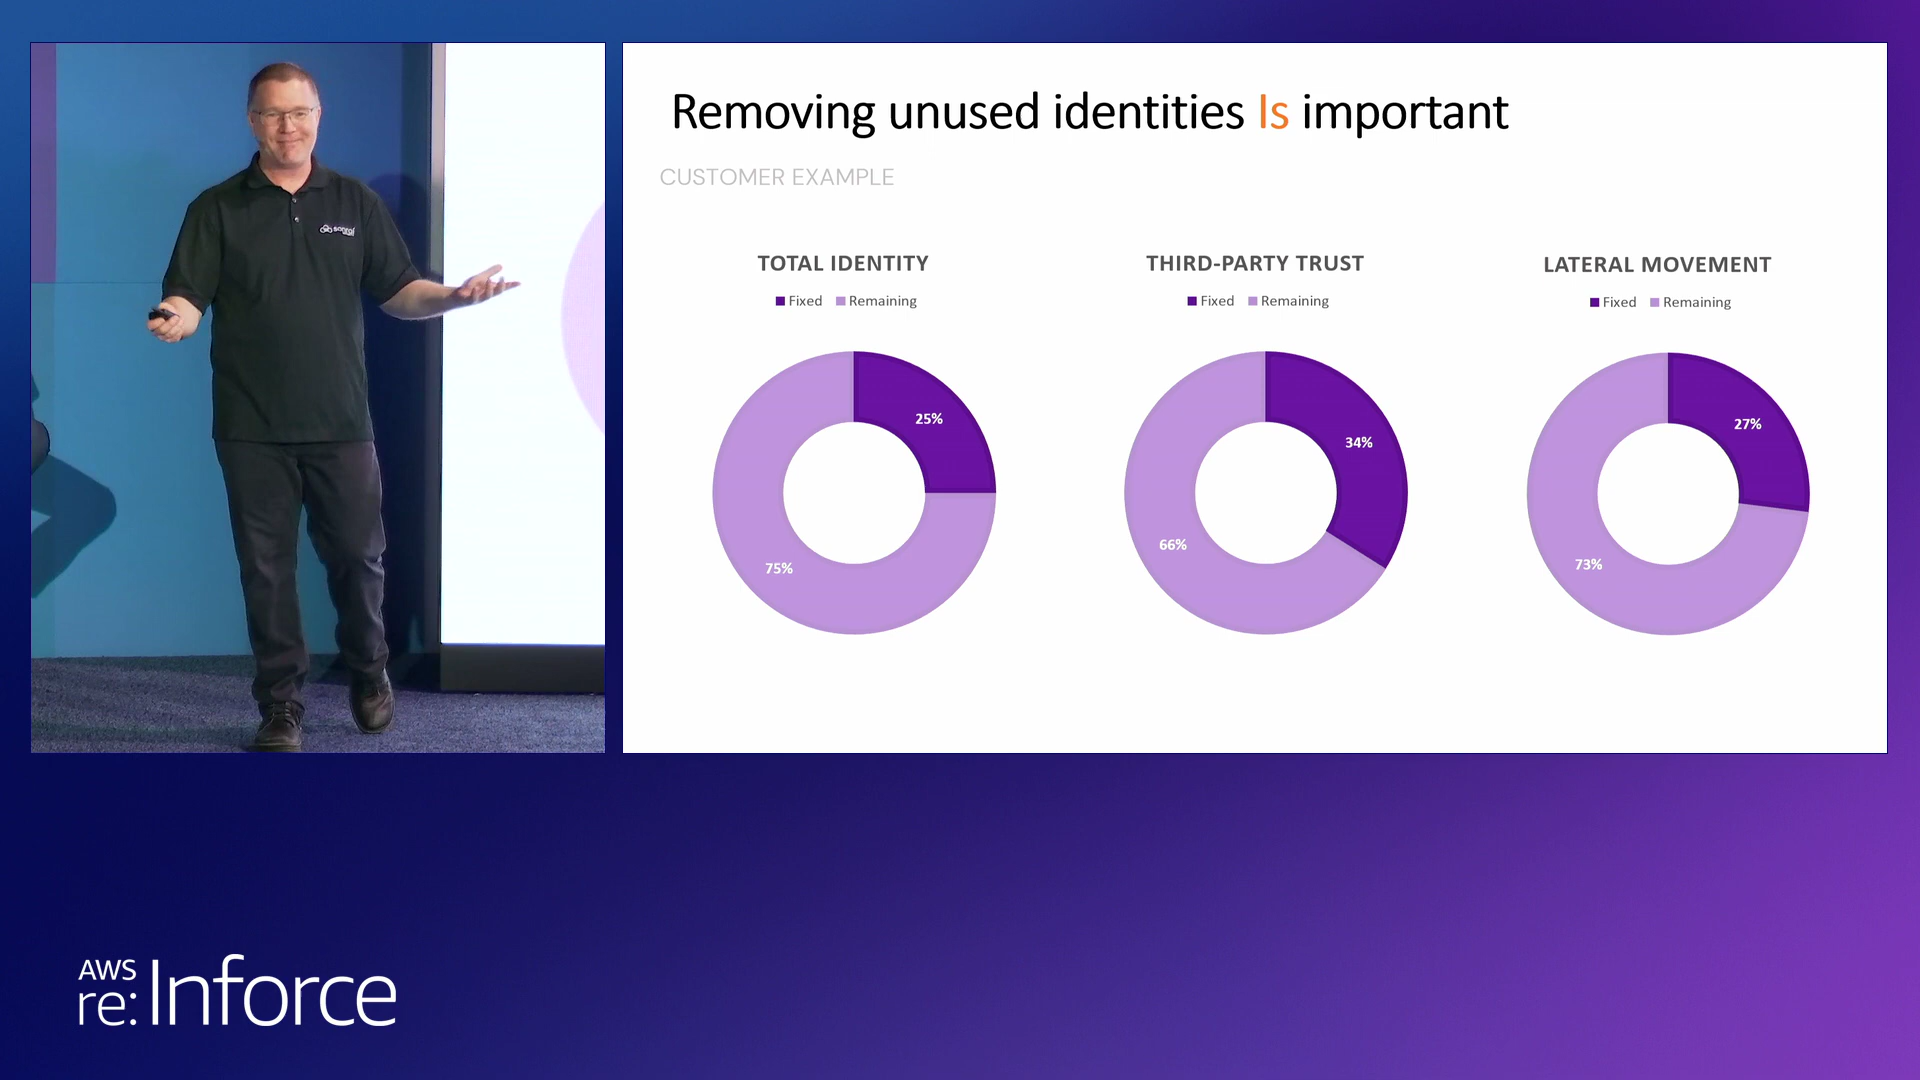 Removing unused identities Is important
CUSTOMER EXAMPLE
TOTAL IDENTITY
Fixed Remaining
25%
75%
THIRD-PARTY TRUST
Fixed Remaining
34%
66%
LATERAL MOVEMENT
Fixed Remaining
27%
73%
sonrai
AWS
re:Inforce